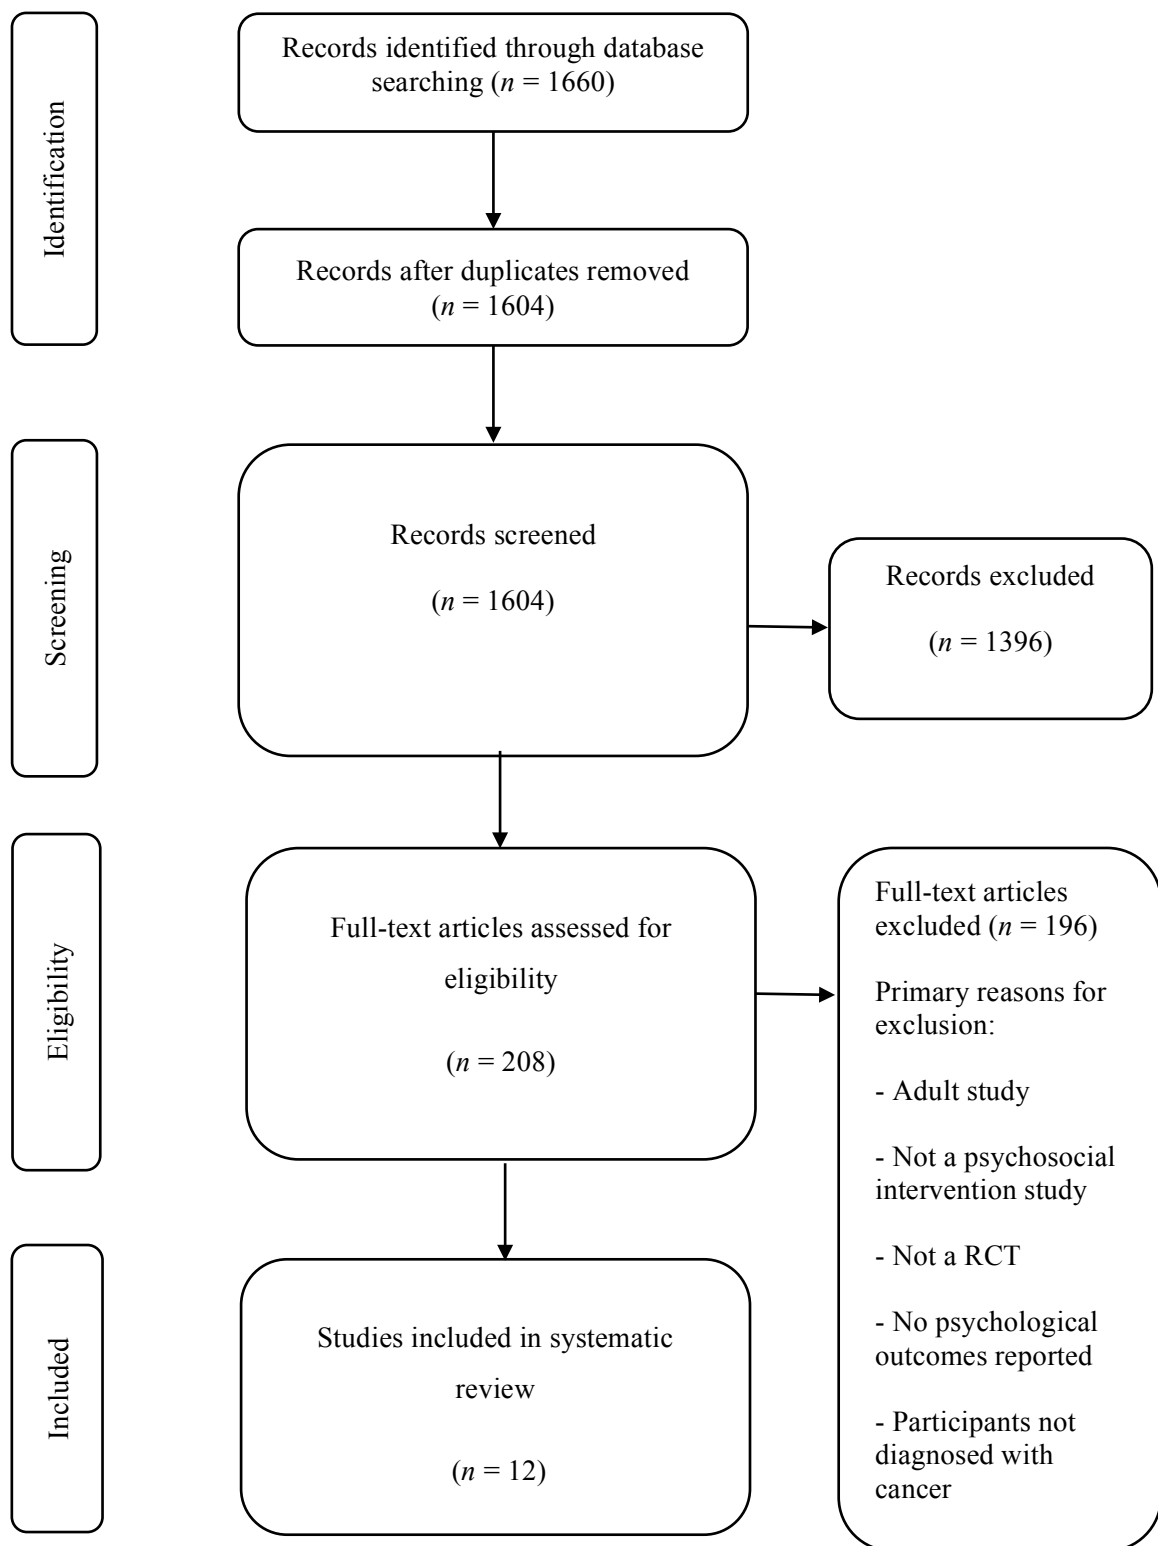 Identification
Records identified through database
searching (n = 1660)
Records after duplicates removed
(n = 1604)
Screening
Records screened
(n = 1604)
Records excluded
(n = 1396)
Eligibility
Full-text articles assessed for
eligibility
(n = 208)
Full-text articles
excluded (n = 196)
Primary reasons for
exclusion:
- Adult study
- Not a psychosocial
intervention study
- Not a RCT
- No psychological
outcomes reported
- Participants not
diagnosed with
cancer
Included
Studies included in systematic
review
(n = 12)